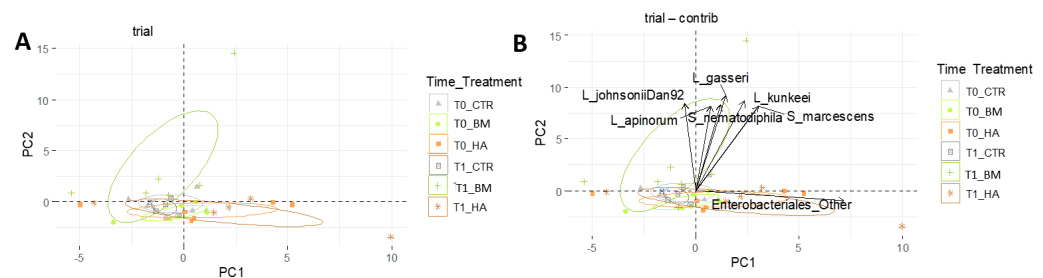 A
trial
15
10
5
0
PC2
-5
0
5
10
PC1
Time_Treatment
T0_CTR
T0_BM
T0_HA
T1_CTR
T1_BM
T1_HA
B
trial – contrib
15
10
5
0
PC2
L_gasseri
L_johnsoniiDan92
L_kunkeei
L_apinorum
S_nematodiphila
S_marcescens
Enterobacteriales_Other
-5
0
5
10
PC1
Time Treatment
T0_CTR
T0_BM
T0_HA
T1_CTR
T1_BM
T1_HA